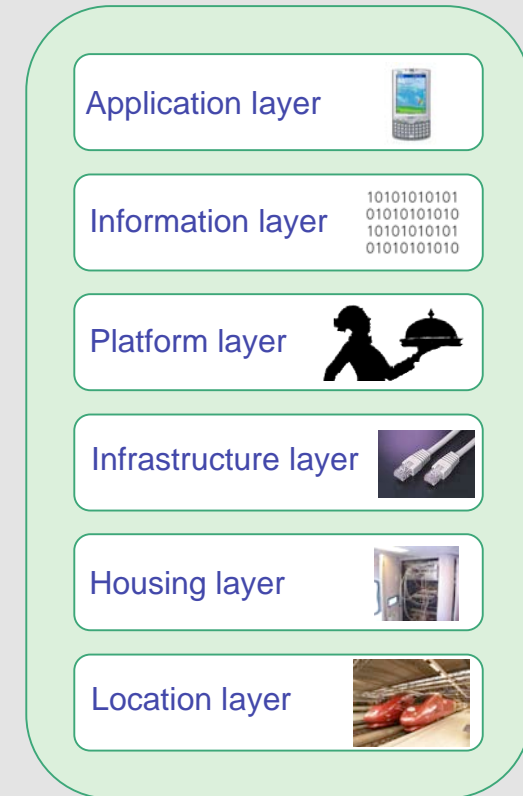 Application layer
Information layer
10101010101
01010101010
10101010101
01010101010
Platform layer
Infrastructure layer
Housing layer
Location layer